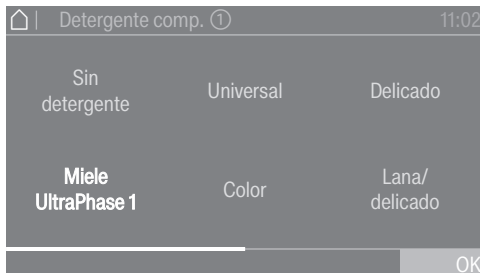 Detergente comp. ① 11:02
Sin
detergente
Universal
Delicado
Miele
UltraPhase 1
Color
Lana/
delicado
OK